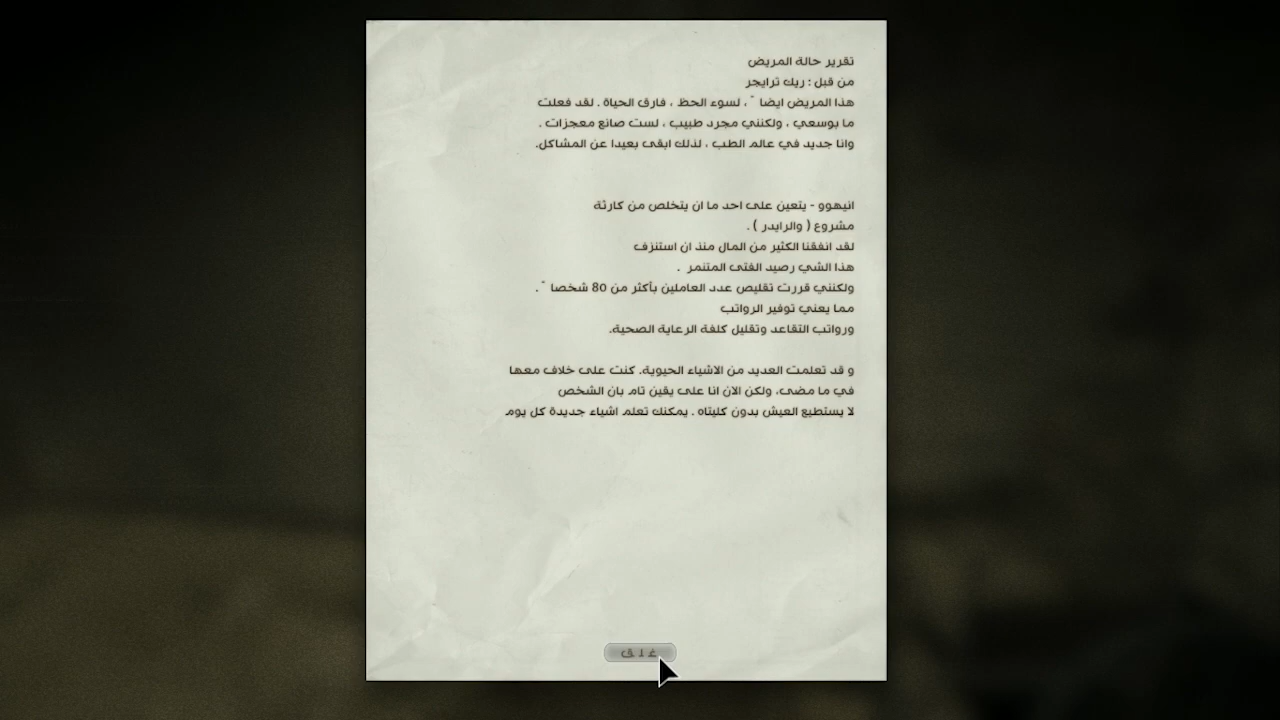 تقرير حالة المريض
من قبل : ريك ترايجر
هذا المريض ايضا ً ، لسوء الحظ ، فارق الحياة . لقد فعلت
ما بوسعي ، ولكنني مجرد طبيب ، لست صانع معجزات .
وانا جديد في عالم الطب ، لذلك ابقى بعيدا عن المشاكل.
انيهوو - يتعين على احد ما ان يتخلص من كارثة
مشروع ( والرايدر ) .
لقد انفقنا الكثير من المال منذ ان استنزف
هذا الشي رصيد الفتى المتنمر .
ولكنني قررت تقليص عدد العاملين بأكثر من 80 شخصا ً .
مما يعني توفير الرواتب
ورواتب التقاعد وتقليل كلفة الرعاية الصحية.
و قد تعلمت العديد من الاشياء الحيوية. كنت على خلاف معها
في ما مضى، ولكن الان انا على يقين تام بان الشخص
لا يستطيع العيش بدون كليتاه . يمكنك تعلم اشياء جديدة كل يوم
غلق